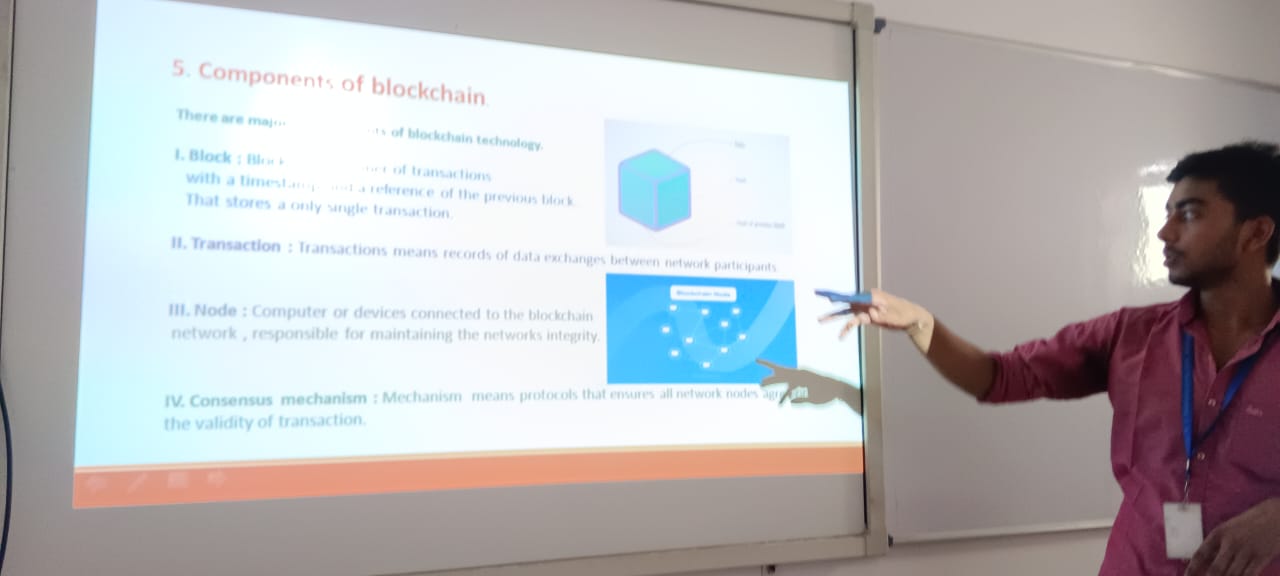 5. Components of blockchain
There are of blockchain technology.
I. Block : of transactions
with a reference of the previous block.
That stores a only single transaction.
II. Transaction : Transactions means records of data exchanges between network participants.
III. Node : Computer or devices connected to the blockchain
network , responsible for maintaining the networks integrity.
Blockchain Node
IV. Consensus mechanism : Mechanism means protocols that ensures all network nodes
the validity of transaction.